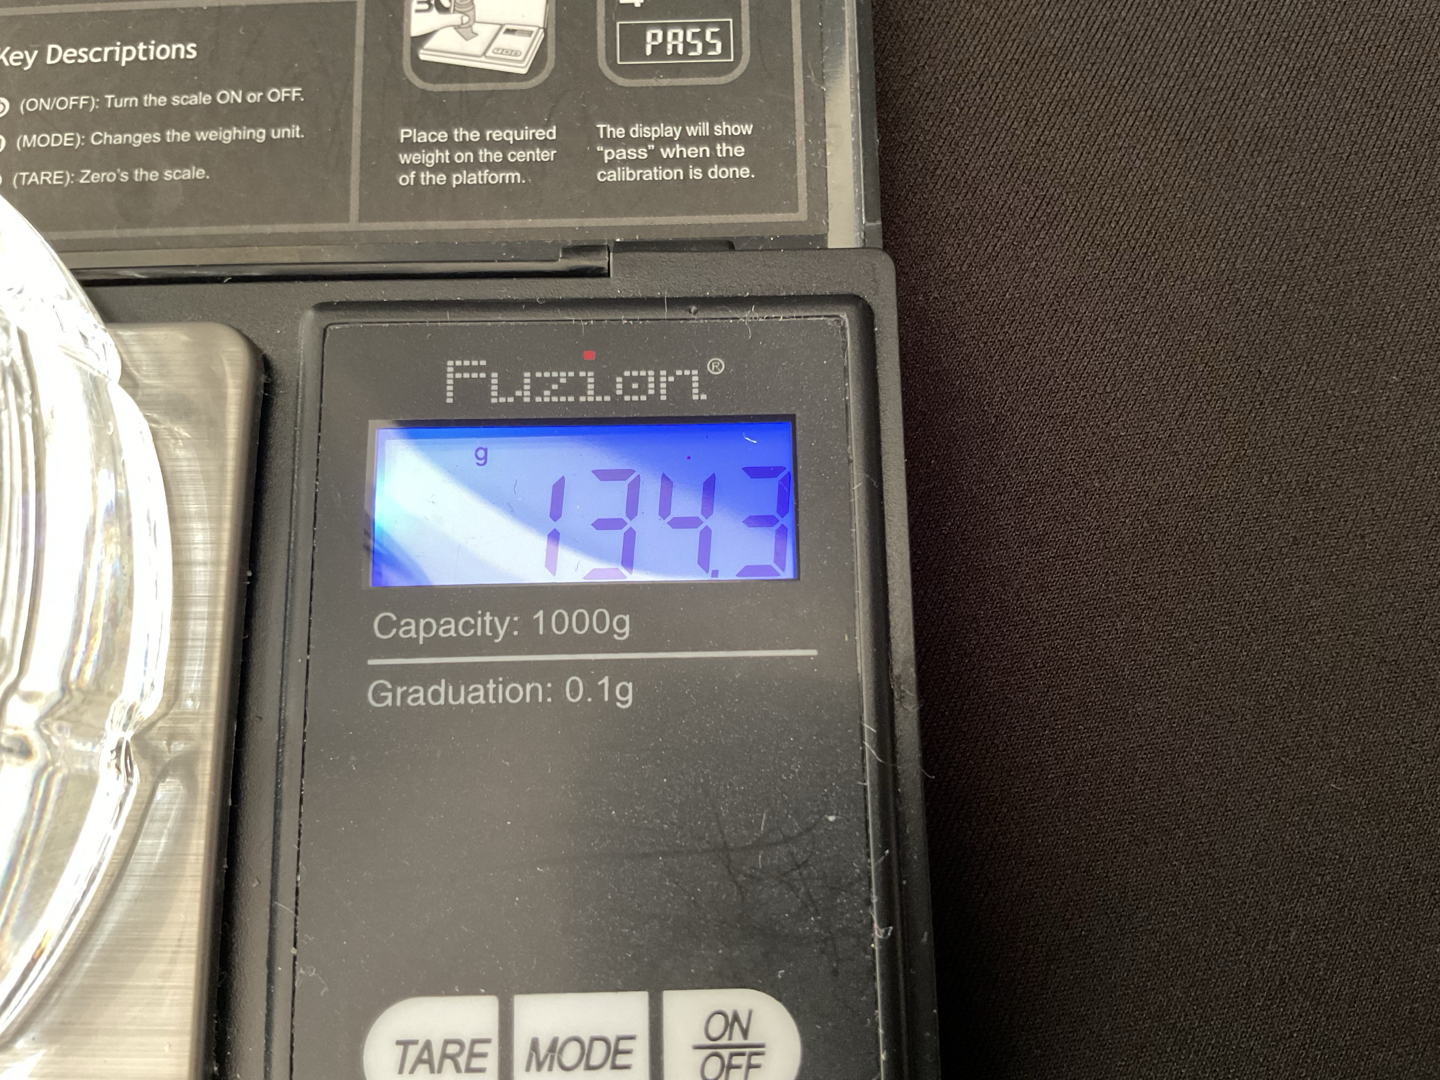 Key Descriptions
(ON/OFF): Turn the scale ON or OFF.
(MODE): Changes the weighing unit.
(TARE): Zero's the scale.
PASS
Place the required
weight on the center
of the platform.
The display will show
“pass” when the
calibration is done.
Fuzion®
g
134.3
Capacity: 1000g
Graduation: 0.1g
TARE
MODE
ON
OFF